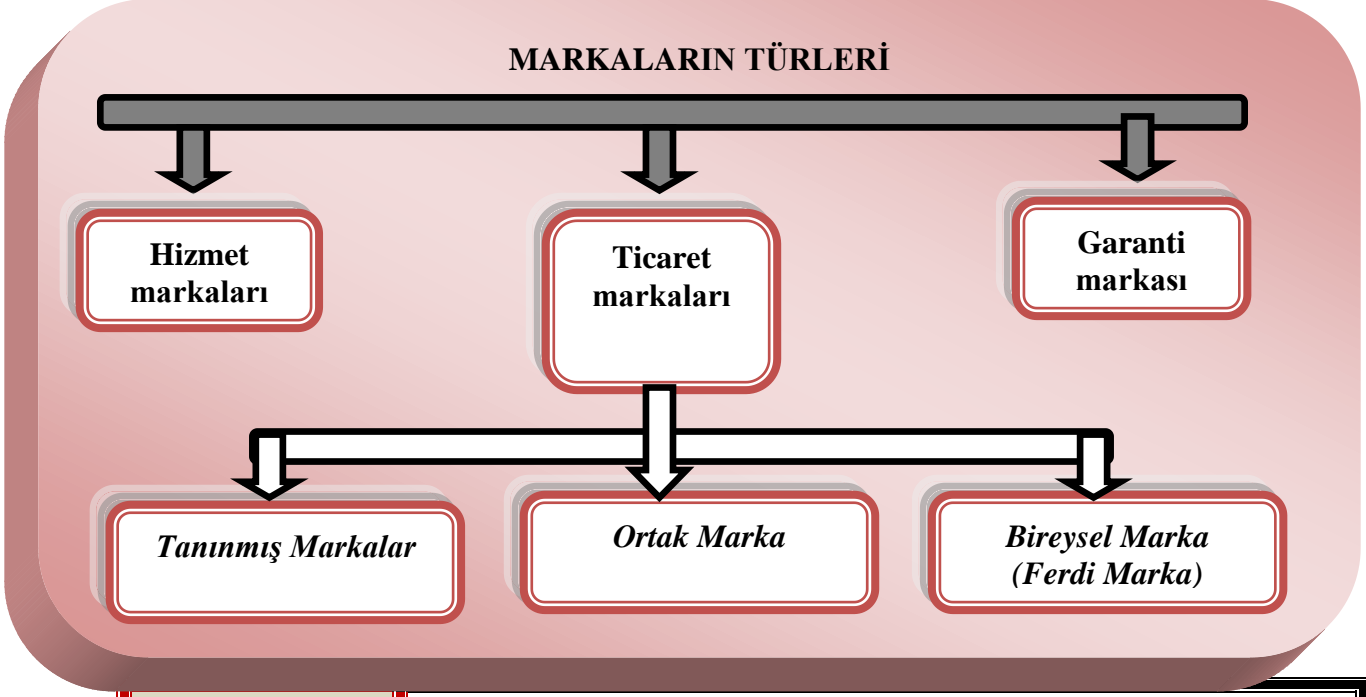 MARKALARIN TÜRLERİ
Hizmet
markaları
Ticaret
markaları
Garanti
markası
Tanınmış Markalar
Ortak Marka
Bireysel Marka
(Ferdi Marka)